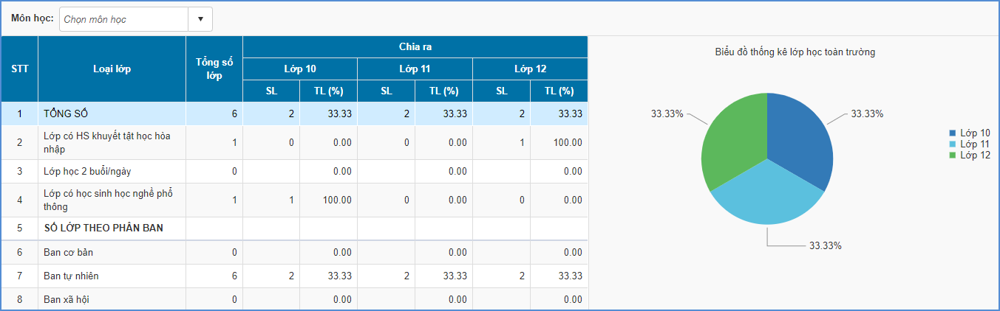 Môn học: Chọn môn học
STT Loại lớp Tổng số lớp Chia ra
Lớp 10 Lớp 11 Lớp 12
SL TL (%) SL TL (%) SL TL (%)
1 TỔNG SỐ 6 2 33.33 2 33.33 2 33.33
2 Lớp có HS khuyết tật học hòa nhập 1 0 0.00 0 0.00 1 100.00
3 Lớp học 2 buổi/ngày 0 0.00 0.00 0.00
4 Lớp có học sinh học nghề phổ thông 1 1 100.00 0 0.00 0 0.00
5 SỐ LỚP THEO PHÂN BAN
6 Ban cơ bản 0 0.00 0.00 0.00
7 Ban tự nhiên 6 2 33.33 2 33.33 2 33.33
8 Ban xã hội 0 0.00 0.00 0.00
Biểu đồ thống kê lớp học toàn trường
33.33% 33.33%
33.33%
Lớp 10
Lớp 11
Lớp 12